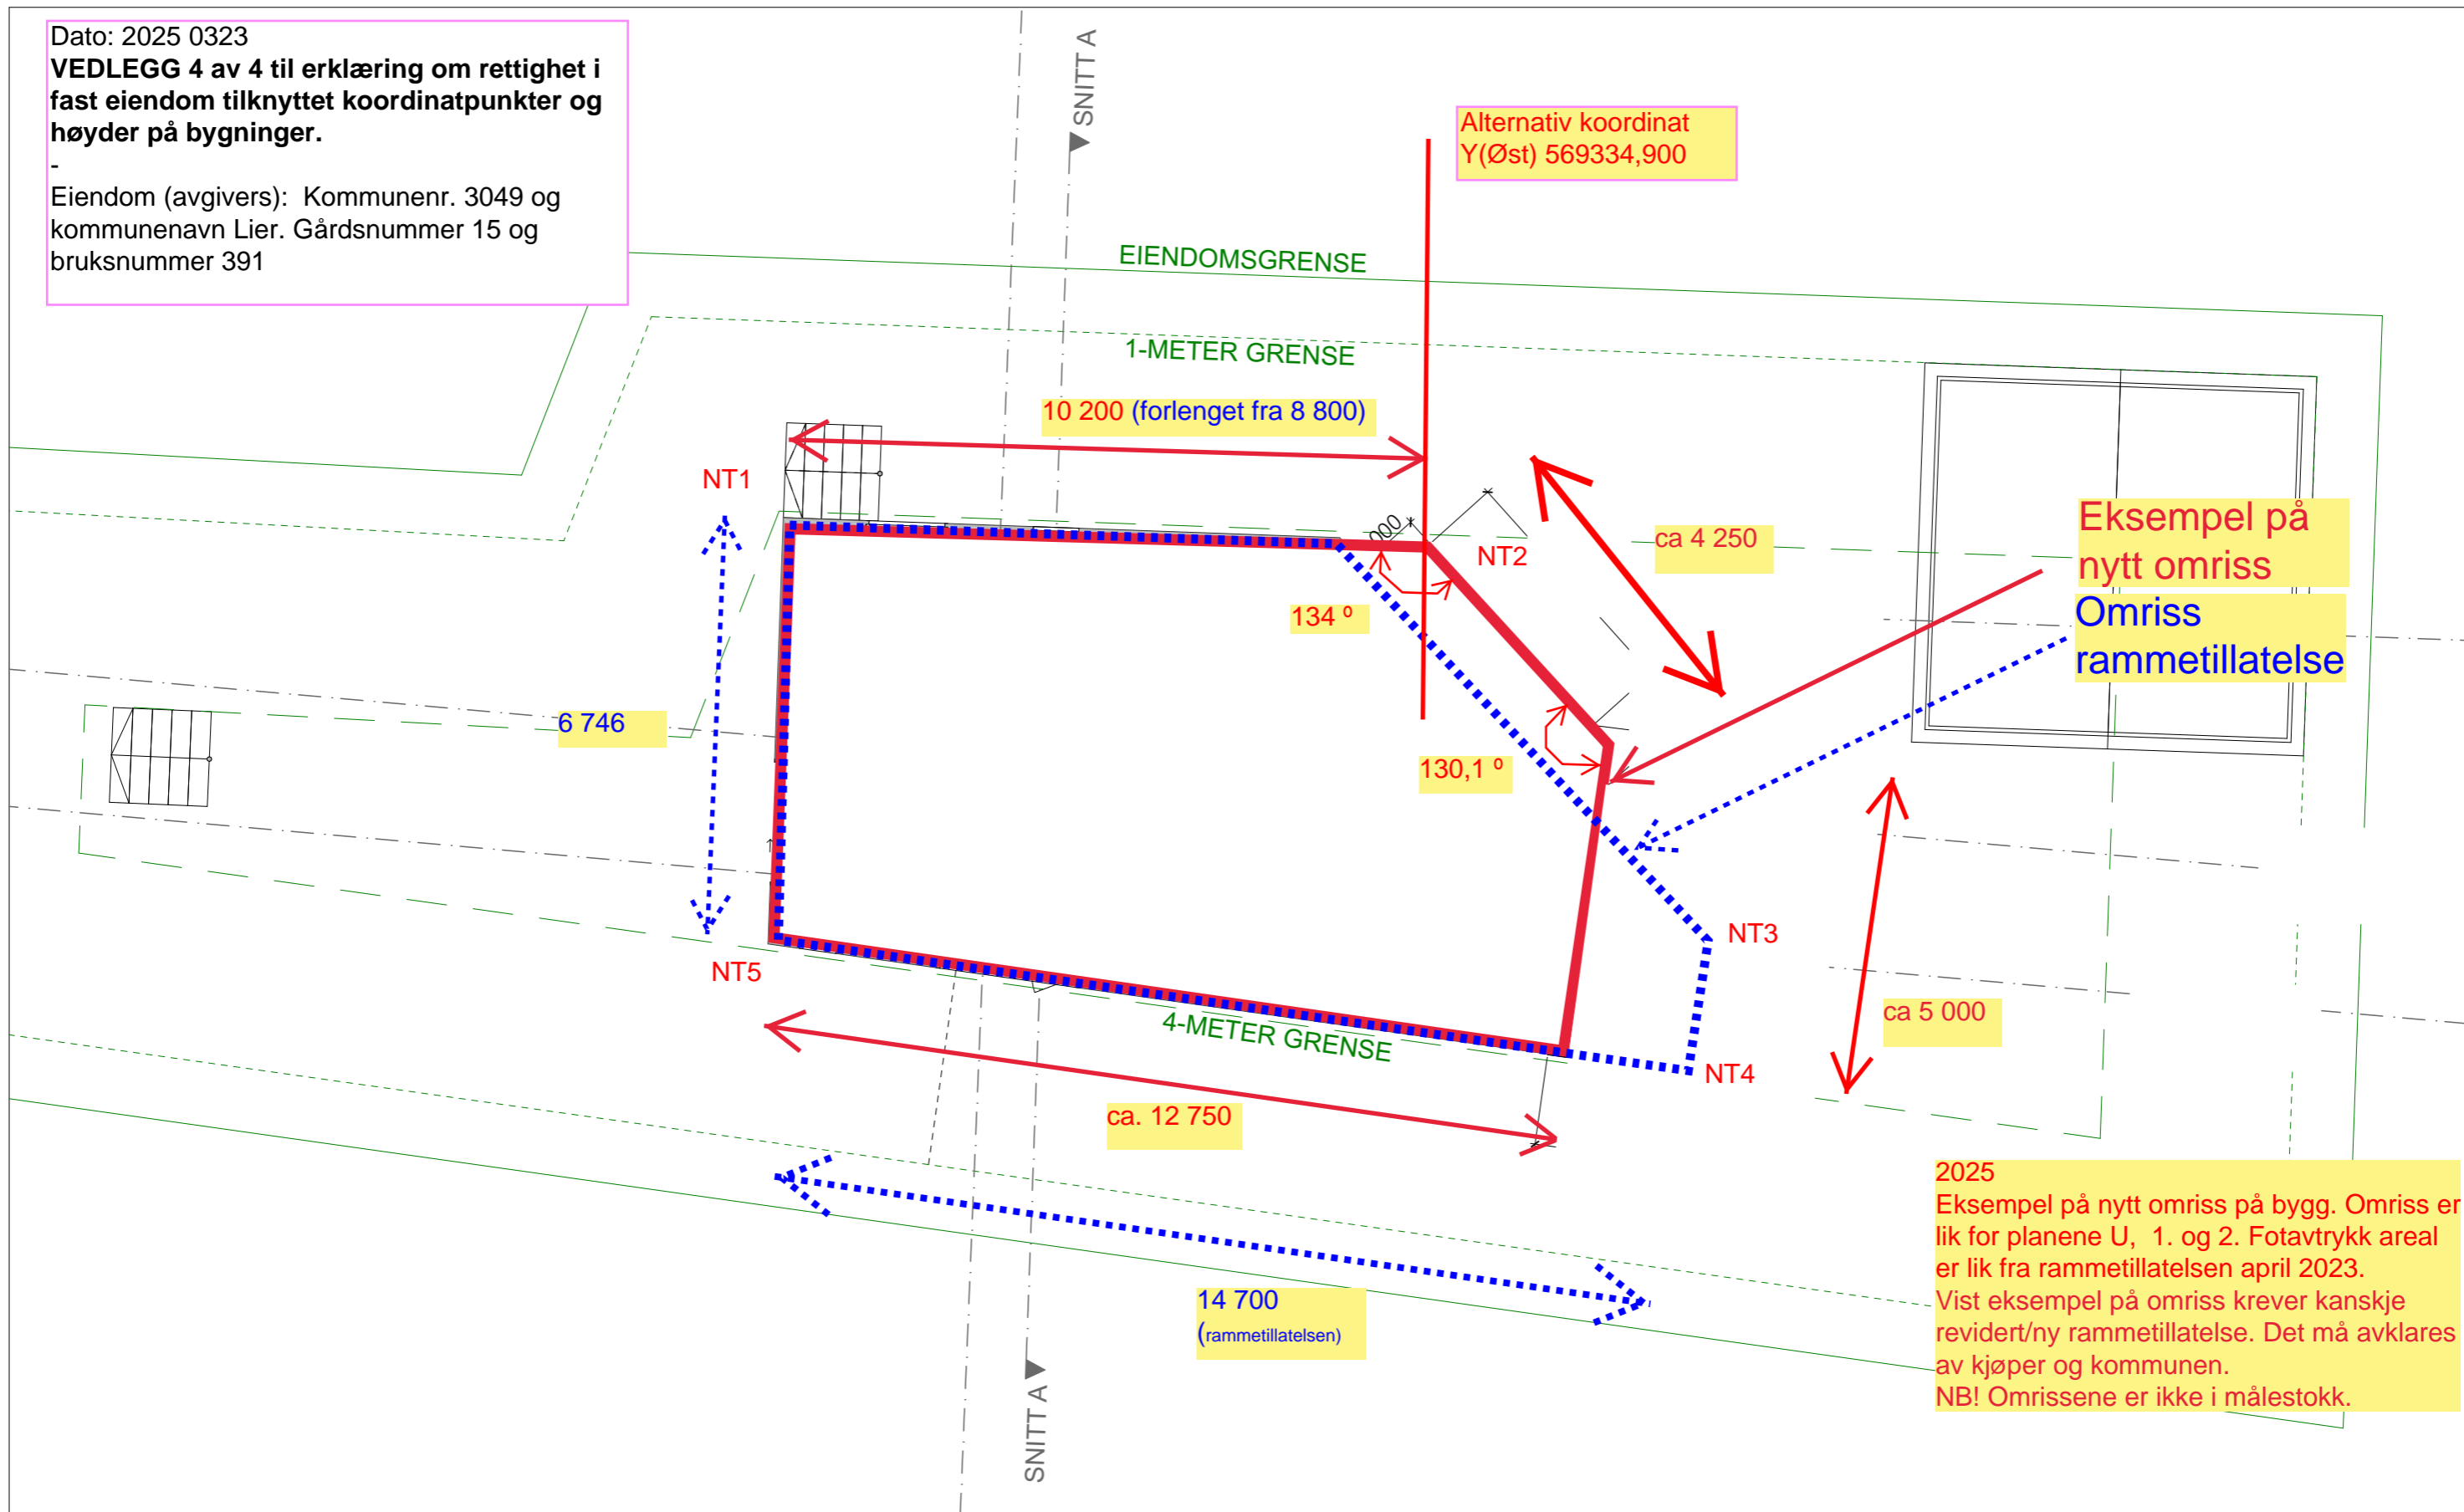 Dato: 2025 0323
VEDLEGG 4 av 4 til erklæring om rettighet i
fast eiendom tilknyttet koordinatpunkter og
høyder på bygninger.
-
Eiendom (avgivers):  Kommunenr. 3049 og
kommunenavn Lier. Gårdsnummer 15 og
bruksnummer 391
SNITT A
Alternativ koordinat
Y(Øst) 569334,900
EIENDOMSGRENSE
1-METER GRENSE
10 200 (forlenget fra 8 800)
NT1
000
NT2
ca 4 250
Eksempel på
nytt omriss
Omriss
rammetillatelse
134 º
6 746
130,1 º
NT3
NT5
ca 5 000
4-METER GRENSE
NT4
ca. 12 750
14 700
(rammetillatelsen)
SNITT A
2025
Eksempel på nytt omriss på bygg. Omriss er
lik for planene U,  1. og 2. Fotavtrykk areal
er lik fra rammetillatelsen april 2023.
Vist eksempel på omriss krever kanskje
revidert/ny rammetillatelse. Det må avklares
av kjøper og kommunen.
NB! Omrissene er ikke i målestokk.